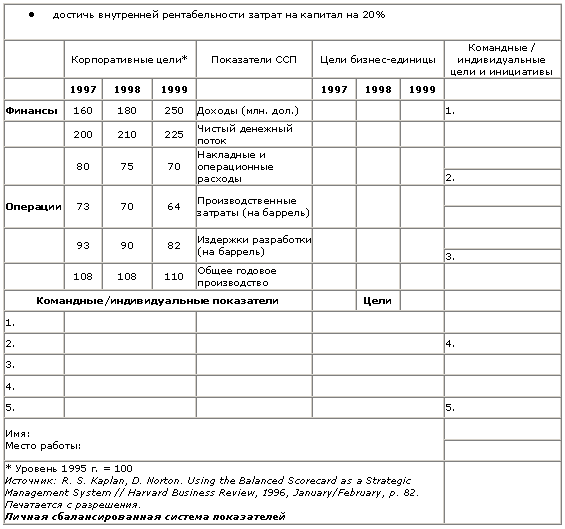 ● достичь внутренней рентабельности затрат на капитал на 20%
Корпоративные цели* Показатели ССП Цели бизнес-единицы Командные /
индивидуальные
цели и инициативы
1997 1998 1999 1997 1998 1999
Финансы 160 180 250 Доходы (млн. дол.) 1.
200 210 225 Чистый денежный
поток
80 75 70 Накладные и
операционные
расходы
2.
Операции 73 70 64 Производственные
затраты (на баррель)
93 90 82 Издержки разработки
(на баррель)
3.
108 108 110 Общее годовое
производство
Командные/индивидуальные показатели Цели
1.
2. 4.
3.
4.
5. 5.
Имя:
Место работы:
* Уровень 1995 г. = 100
Источник: R. S. Kaplan, D. Norton. Using the Balanced Scorecard as a Strategic
Management System // Harvard Business Review, 1996, January/February, p. 82.
Печатается с разрешения.
Личная сбалансированная система показателей